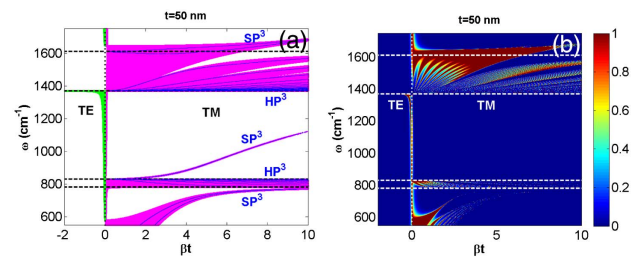 t=50 nm
(a)
SP3
HP3
TE
TM
SP3
HP3
SP3
ω (cm-1)
1600
1400
1200
1000
800
600
-2
0
2
4
6
8
10
βt
t=50 nm
(b)
TE
TM
ω (cm-1)
1600
1400
1200
1000
800
600
0
5
10
βt
1
0.8
0.6
0.4
0.2
0